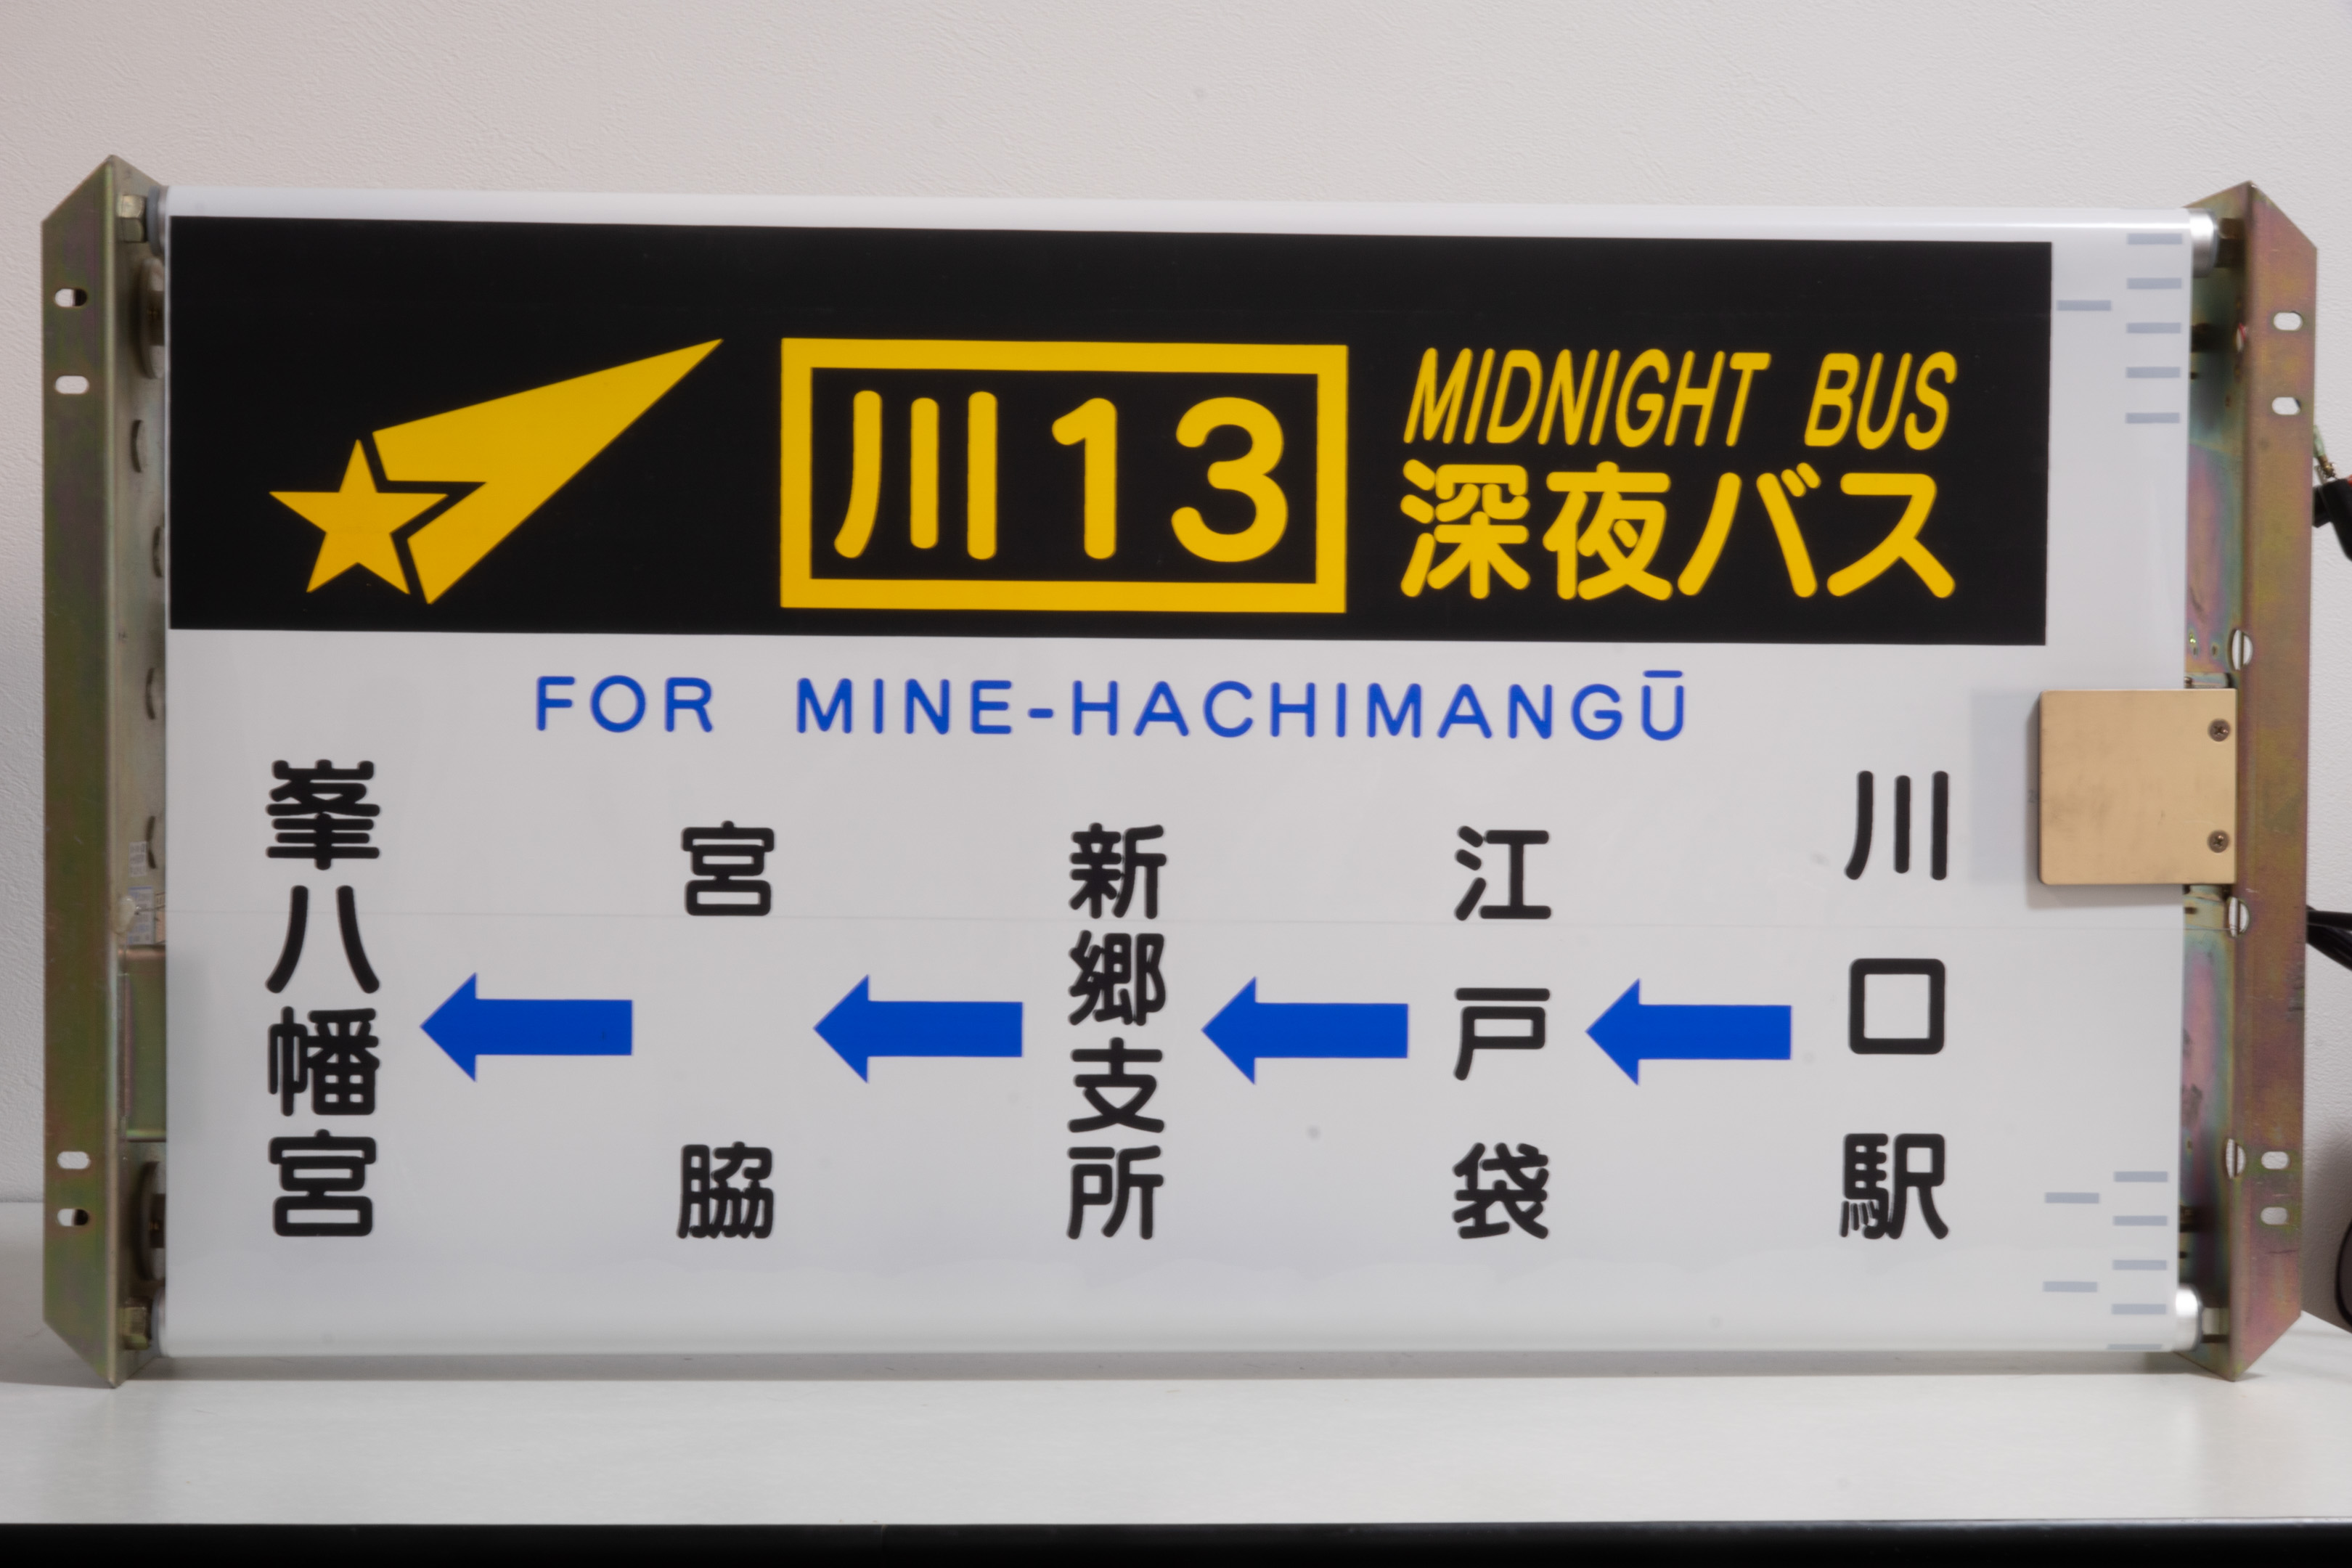 川13
MIDNIGHT BUS
深夜バス
FOR MINE-HACHIMANGŪ
川口駅
江戸袋
新郷支所
宮脇
峯八幡宮